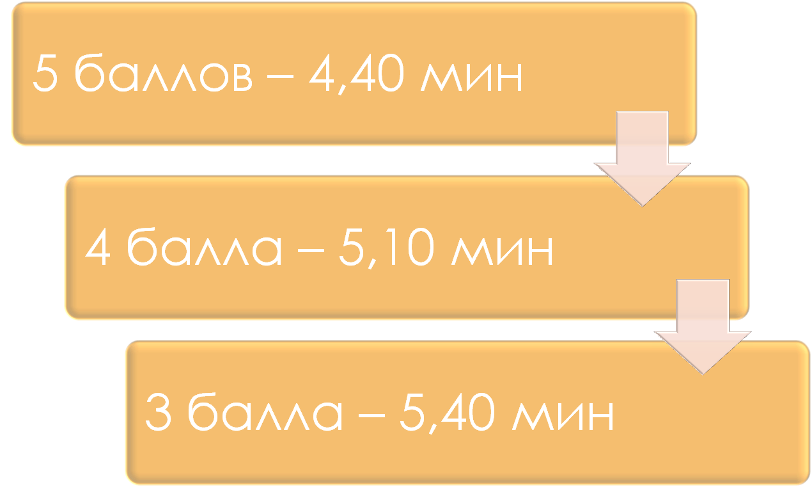 5 баллов – 4,40 мин
4 балла – 5,10 мин
3 балла – 5,40 мин